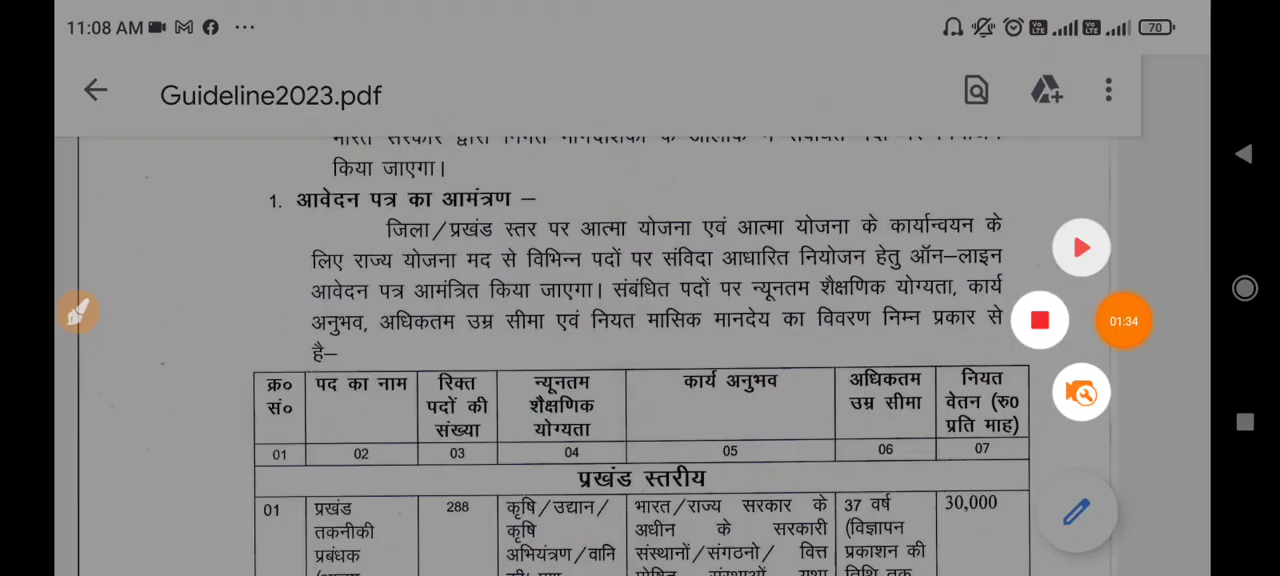 11:08 AM ... 70
Guideline2023.pdf
किया जाएगा।
1. आवेदन पत्र का आमंत्रण –
जिला/प्रखंड स्तर पर आत्मा योजना एवं आत्मा योजना के कार्यान्वयन के
लिए राज्य योजना मद से विभिन्न पदों पर संविदा आधारित नियोजन हेतु ऑन–लाइन
आवेदन पत्र आमंत्रित किया जाएगा। संबंधित पदों पर न्यूनतम शैक्षणिक योग्यता, कार्य
अनुभव, अधिकतम उम्र सीमा एवं नियत मासिक मानदेय का विवरण निम्न प्रकार से
है–
01:34
क्र० पद का नाम रिक्त न्यूनतम कार्य अनुभव अधिकतम नियत
सं० पदों की शैक्षणिक उम्र सीमा वेतन (रु0
संख्या योग्यता प्रति माह)
01 02 03 04 05 06 07
प्रखंड स्तरीय
01 प्रखंड 288 कृषि/उद्यान/ भारत/राज्य सरकार के 37 वर्ष 30,000
तकनीकी कृषि अधीन के सरकारी (विज्ञापन
प्रबंधक अभियंत्रण/वानि संस्थानों/संगठनो/ वित्त प्रकाशन की